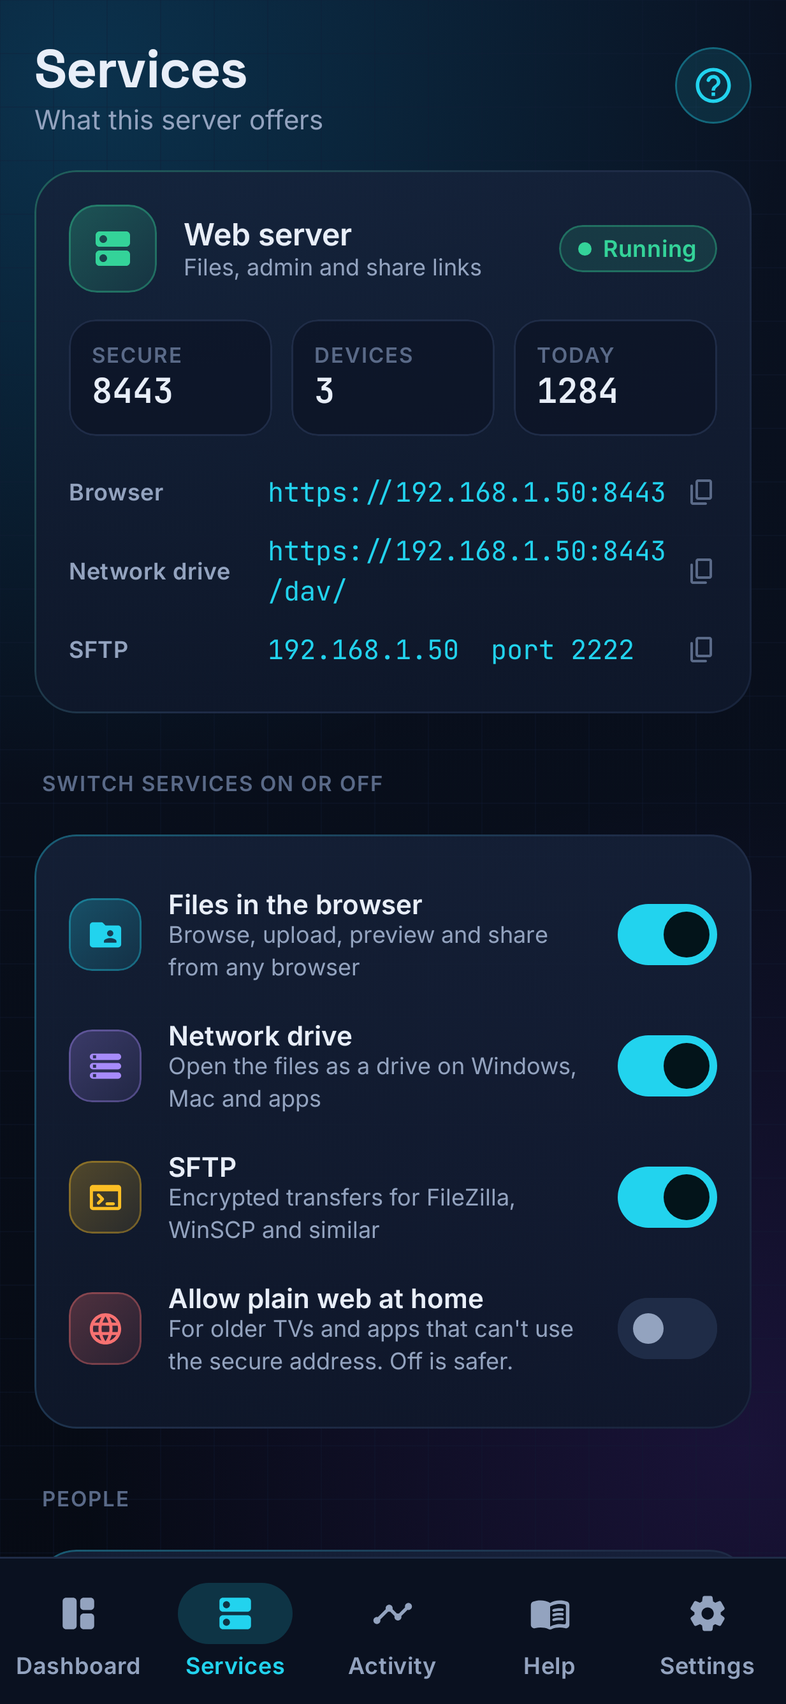 Services
What this server offers
Web server
Files, admin and share links
Running
SECURE
8443
DEVICES
3
TODAY
1284
Browser
https://192.168.1.50:8443
Network drive
https://192.168.1.50:8443
/dav/
SFTP
192.168.1.50  port 2222
SWITCH SERVICES ON OR OFF
Files in the browser
Browse, upload, preview and share
from any browser
Network drive
Open the files as a drive on Windows,
Mac and apps
SFTP
Encrypted transfers for FileZilla,
WinSCP and similar
Allow plain web at home
For older TVs and apps that can't use
the secure address. Off is safer.
PEOPLE
Dashboard
Services
Activity
Help
Settings